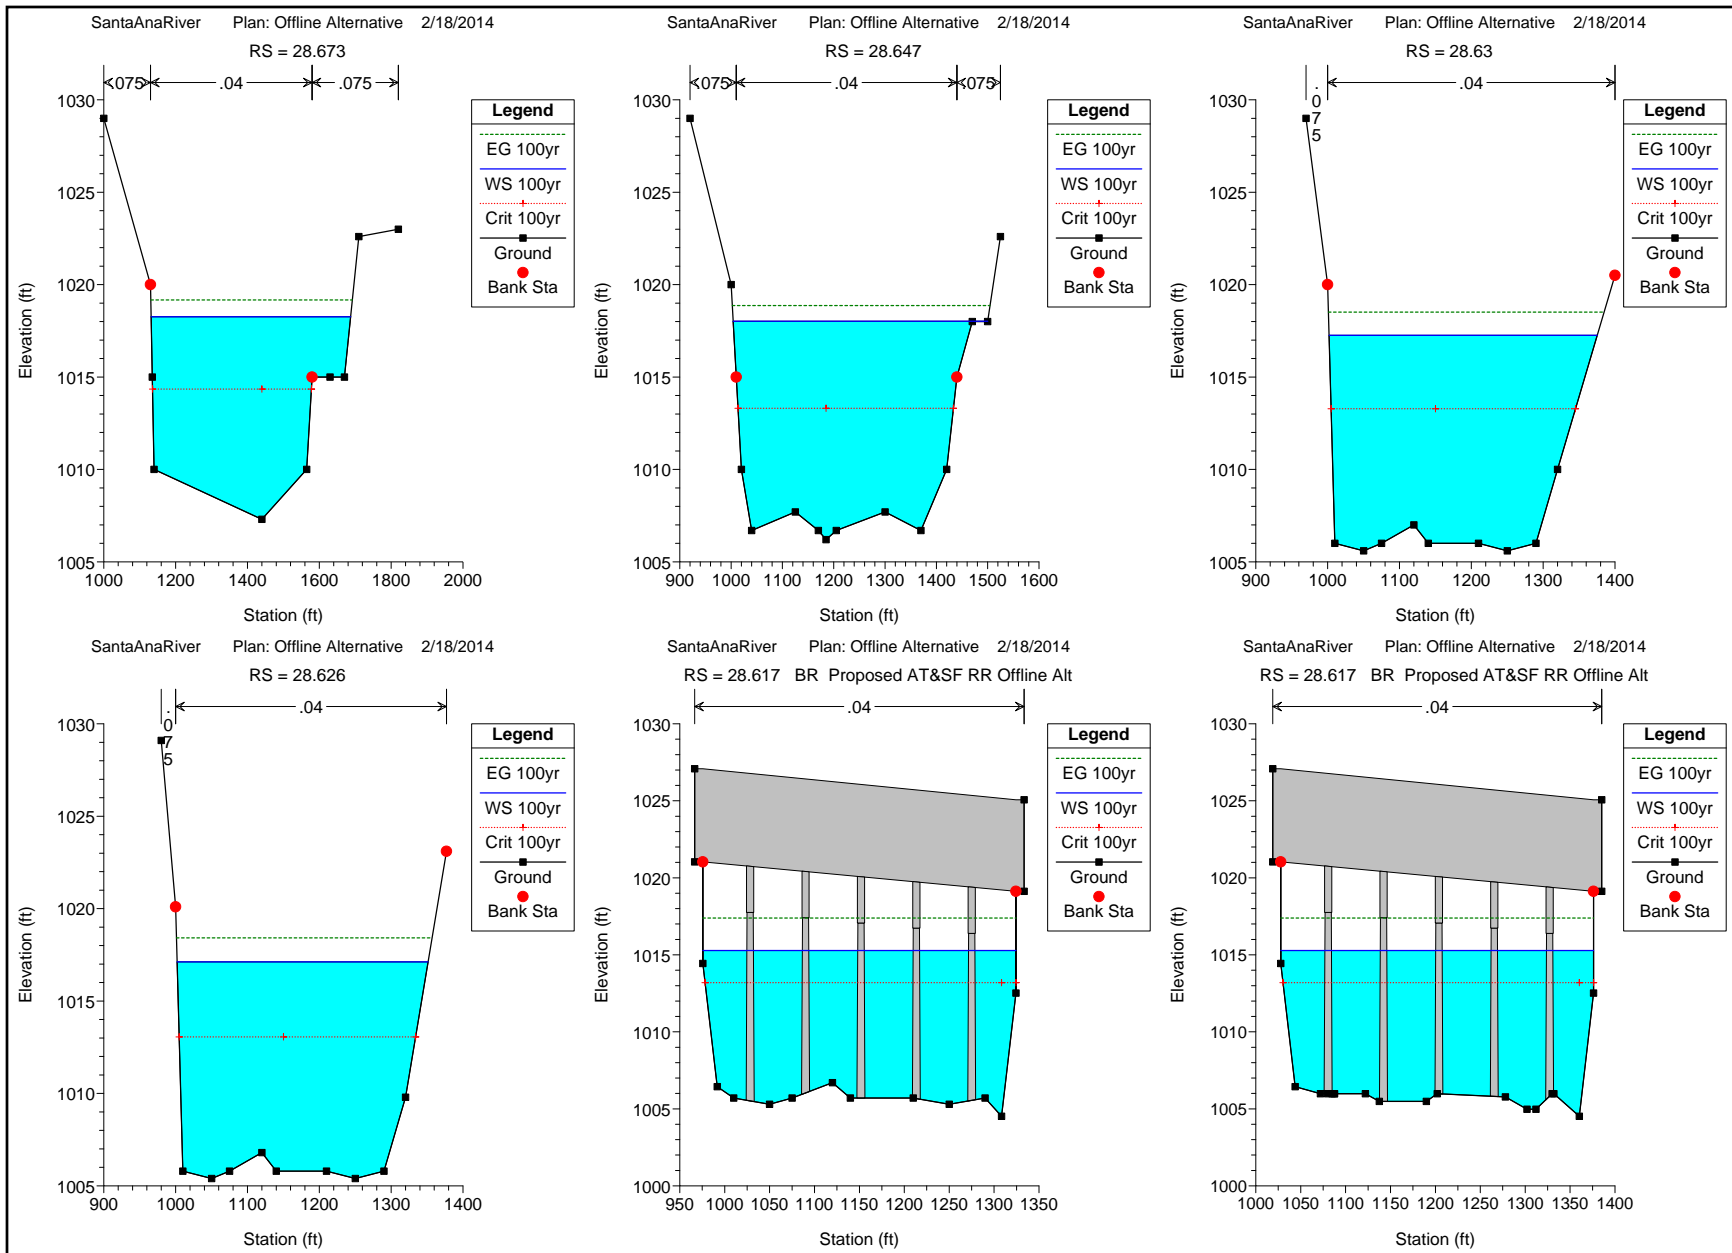 SantaAnaRiver Plan: Offline Alternative 2/18/2014
RS = 28.673
.075 .04 .075
1030
1025
1020
1015
1010
1005
1000 1200 1400 1600 1800 2000
Elevation (ft)
Station (ft)
Legend
EG 100yr
WS 100yr
Crit 100yr
Ground
Bank Sta
SantaAnaRiver Plan: Offline Alternative 2/18/2014
RS = 28.647
.075 .04 .075
1030
1025
1020
1015
1010
1005
900 1000 1100 1200 1300 1400 1500 1600
Elevation (ft)
Station (ft)
Legend
EG 100yr
WS 100yr
Crit 100yr
Ground
Bank Sta
SantaAnaRiver Plan: Offline Alternative 2/18/2014
RS = 28.63
.075 .04
1030
1025
1020
1015
1010
1005
900 1000 1100 1200 1300 1400
Elevation (ft)
Station (ft)
Legend
EG 100yr
WS 100yr
Crit 100yr
Ground
Bank Sta
SantaAnaRiver Plan: Offline Alternative 2/18/2014
RS = 28.626
.075 .04
1030
1025
1020
1015
1010
1005
900 1000 1100 1200 1300 1400
Elevation (ft)
Station (ft)
Legend
EG 100yr
WS 100yr
Crit 100yr
Ground
Bank Sta
SantaAnaRiver Plan: Offline Alternative 2/18/2014
RS = 28.617 BR Proposed AT&SF RR Offline Alt
.04
1030
1025
1020
1015
1010
1005
1000
950 1000 1050 1100 1150 1200 1250 1300 1350
Elevation (ft)
Station (ft)
Legend
EG 100yr
WS 100yr
Crit 100yr
Ground
Bank Sta
SantaAnaRiver Plan: Offline Alternative 2/18/2014
RS = 28.617 BR Proposed AT&SF RR Offline Alt
.04
1030
1025
1020
1015
1010
1005
1000
1000 1050 1100 1150 1200 1250 1300 1350 1400
Elevation (ft)
Station (ft)
Legend
EG 100yr
WS 100yr
Crit 100yr
Ground
Bank Sta